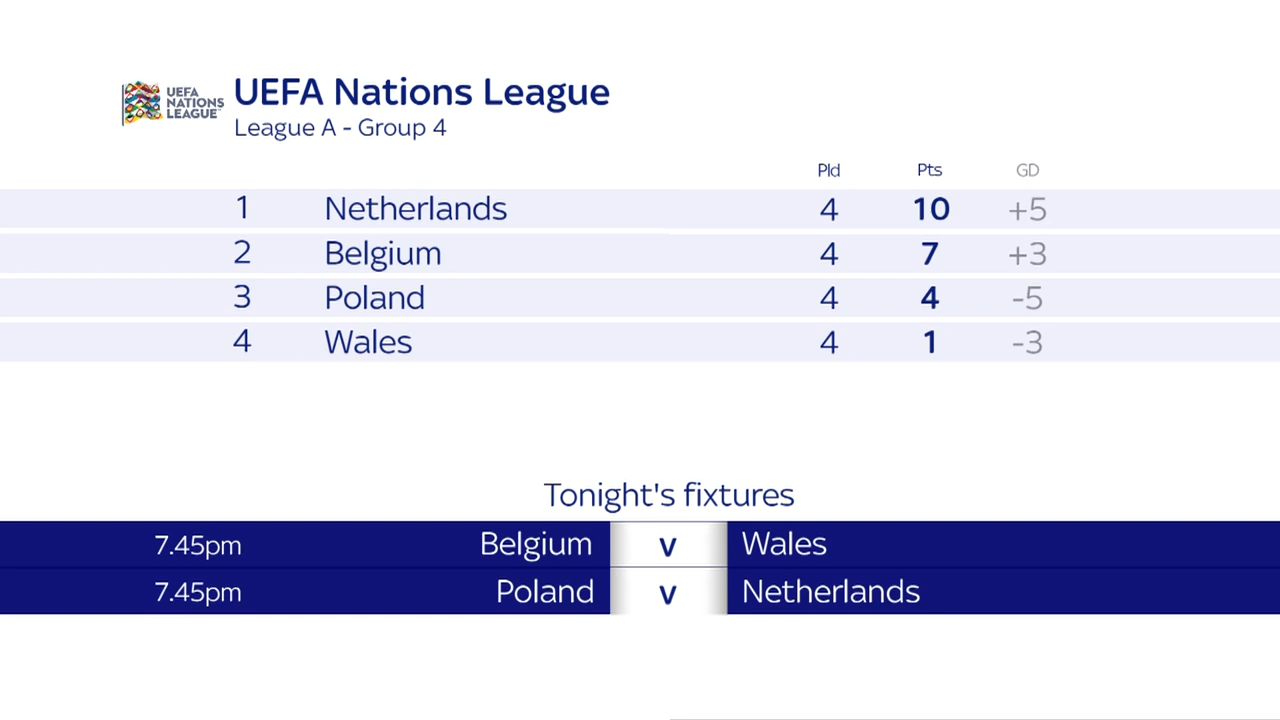 UEFA
NATIONS
LEAGUE™
UEFA Nations League
League A - Group 4
Pld Pts GD
1 Netherlands 4 10 +5
2 Belgium 4 7 +3
3 Poland 4 4 -5
4 Wales 4 1 -3
Tonight's fixtures
7.45pm Belgium v Wales
7.45pm Poland v Netherlands